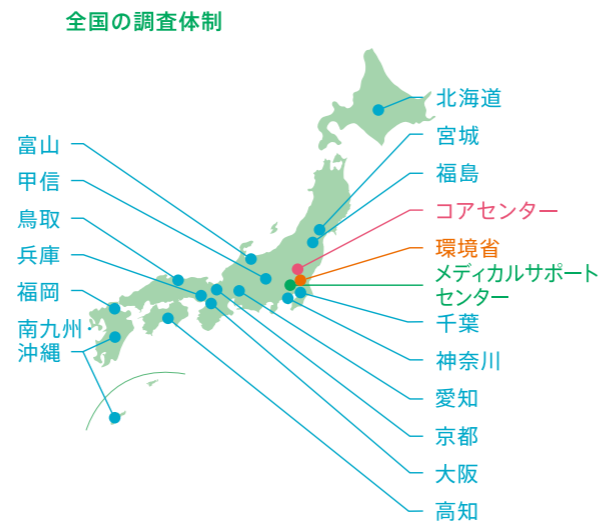 全国の調査体制
富山
甲信
鳥取
兵庫
福岡
南九州・
沖縄
北海道
宮城
福島
コアセンター
環境省
メディカルサポート
センター
千葉
神奈川
愛知
京都
大阪
高知